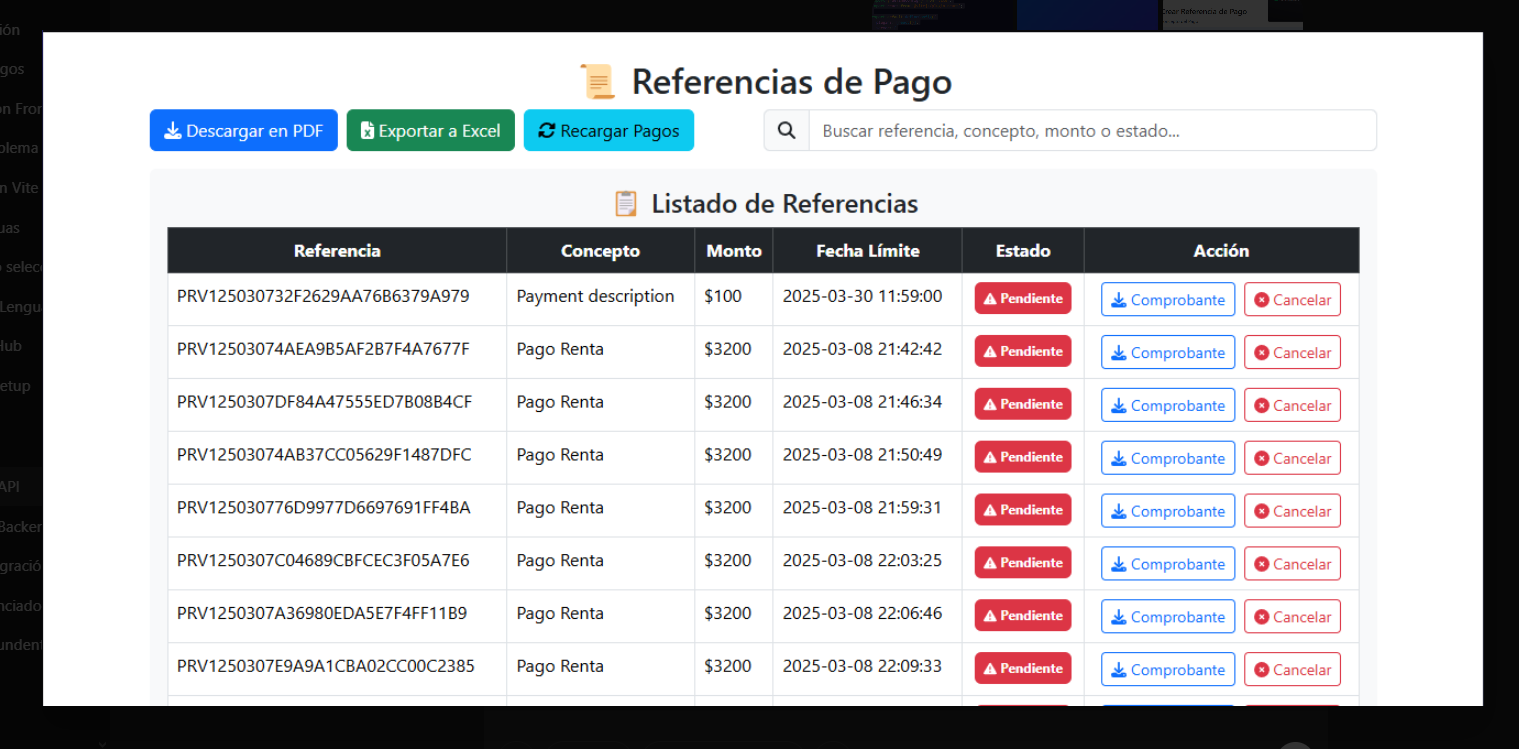 Crear Referencia de Pago
ión
gos
n Fron
blema
n Vite
uas
o selecc
Lengua
Hub
etup
API
Backen
gració
nciado
undent
Referencias de Pago
Descargar en PDF
Exportar a Excel
Recargar Pagos
Buscar referencia, concepto, monto o estado...
Listado de Referencias
Referencia Concepto Monto Fecha Límite Estado Acción
PRV125030732F2629AA76B6379A979 Payment description $100 2025-03-30 11:59:00 Pendiente Comprobante Cancelar
PRV12503074AEA9B5AF2B7F4A7677F Pago Renta $3200 2025-03-08 21:42:42 Pendiente Comprobante Cancelar
PRV1250307DF84A47555ED7B08B4CF Pago Renta $3200 2025-03-08 21:46:34 Pendiente Comprobante Cancelar
PRV12503074AB37CC05629F1487DFC Pago Renta $3200 2025-03-08 21:50:49 Pendiente Comprobante Cancelar
PRV125030776D9977D6697691FF4BA Pago Renta $3200 2025-03-08 21:59:31 Pendiente Comprobante Cancelar
PRV1250307C04689CBFCEC3F05A7E6 Pago Renta $3200 2025-03-08 22:03:25 Pendiente Comprobante Cancelar
PRV1250307A36980EDA5E7F4FF11B9 Pago Renta $3200 2025-03-08 22:06:46 Pendiente Comprobante Cancelar
PRV1250307E9A9A1CBA02CC00C2385 Pago Renta $3200 2025-03-08 22:09:33 Pendiente Comprobante Cancelar